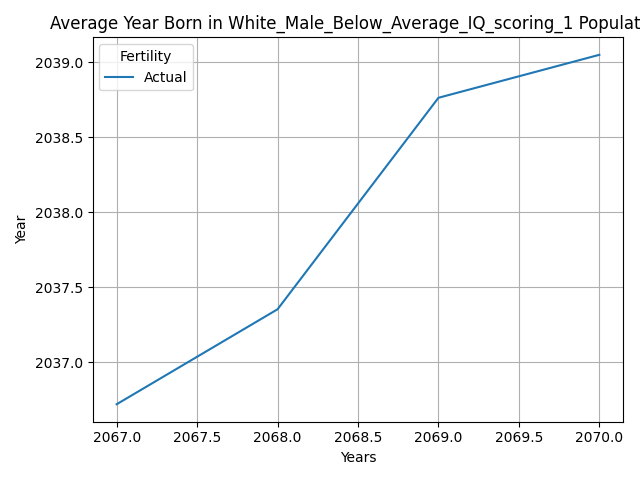 Average Year Born in White_Male_Below_Average_IQ_scoring_1 Populat
Fertility
Actual
2039.0
2038.5
2038.0
2037.5
2037.0
Year
2067.0 2067.5 2068.0 2068.5 2069.0 2069.5 2070.0
Years